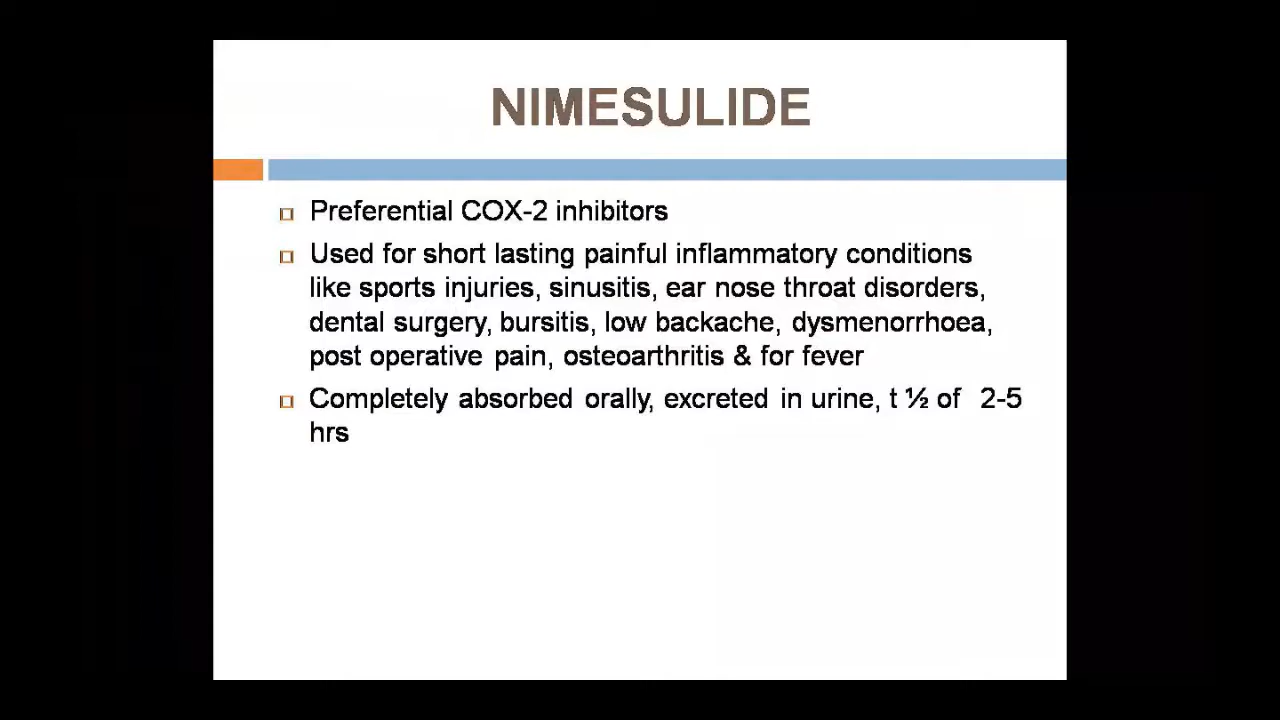 NIMESULIDE
Preferential COX-2 inhibitors
Used for short lasting painful inflammatory conditions
like sports injuries, sinusitis, ear nose throat disorders,
dental surgery, bursitis, low backache, dysmenorrhoea,
post operative pain, osteoarthritis & for fever
Completely absorbed orally, excreted in urine, t ½ of 2-5
hrs